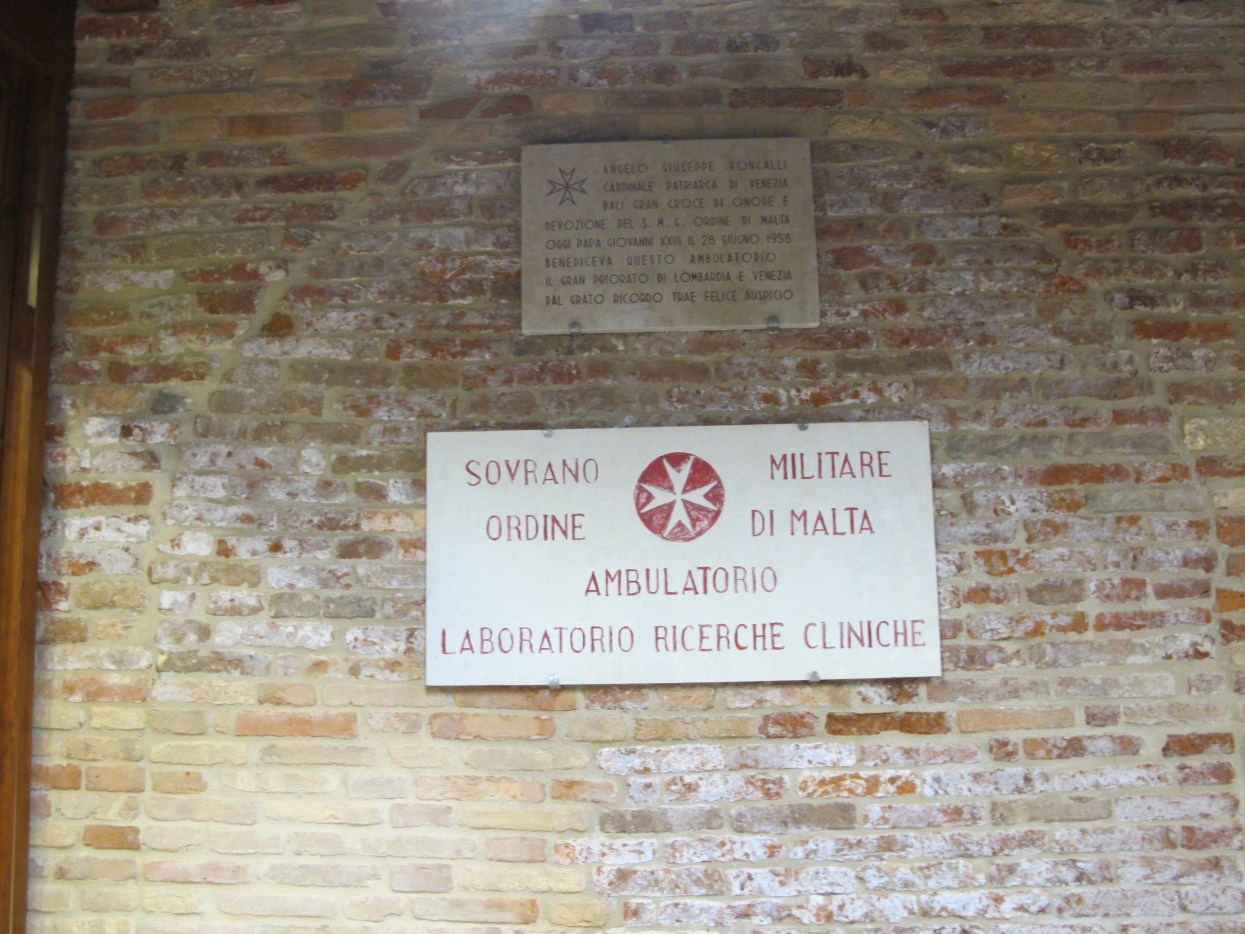 ANGELO GIUSEPPE RONCALLI
CARDINALE PATRIARCA DI VENEZIA
BALÌ GRAN CROCE DI ONORE E
DEVOZIONE DEL S. M. G. ORDINE DI MALTA
OGGI PAPA GIOVANNI XXIII IL 28 GIUGNO 1958
BENEDICEVA QUESTO AMBULATORIO
IL GRAN PRIORATO DI LOMBARDIA E VENEZIA
DAL GRATO RICORDO TRAE FELICE AUSPICIO
SOVRANO MILITARE
ORDINE DI MALTA
AMBULATORIO
LABORATORIO RICERCHE CLINICHE